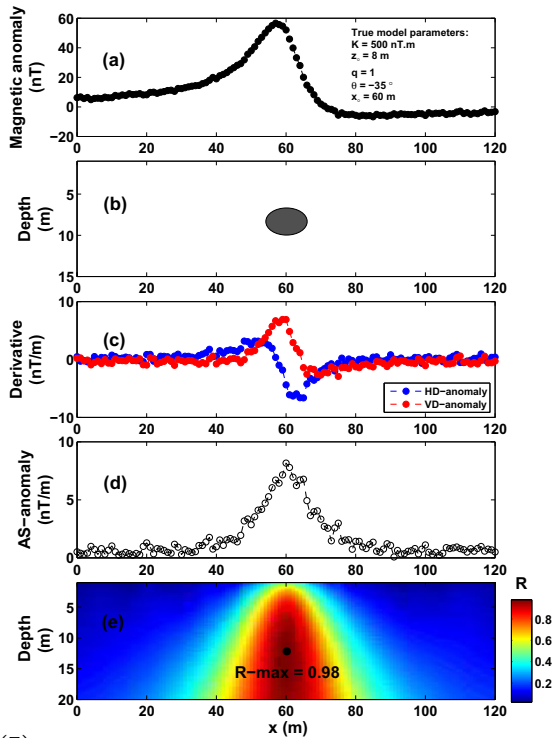 60
40
20
0
−20
Magnetic anomaly
(nT)
(a)
True model parameters:
K = 500 nT.m
z∘ = 8 m
q = 1
θ = −35 °
x∘ = 60 m
0 20 40 60 80 100 120
5
10
15
Depth
(m)
(b)
0 20 40 60 80 100 120
10
0
−10
Derivative
(nT/m)
(c)
HD−anomaly
VD−anomaly
0 20 40 60 80 100 120
10
5
0
AS−anomaly
(nT/m)
(d)
0 20 40 60 80 100 120
5
10
15
20
Depth
(m)
(e)
R−max = 0.98
R
0.8
0.6
0.4
0.2
0 20 40 60 80 100 120
x (m)